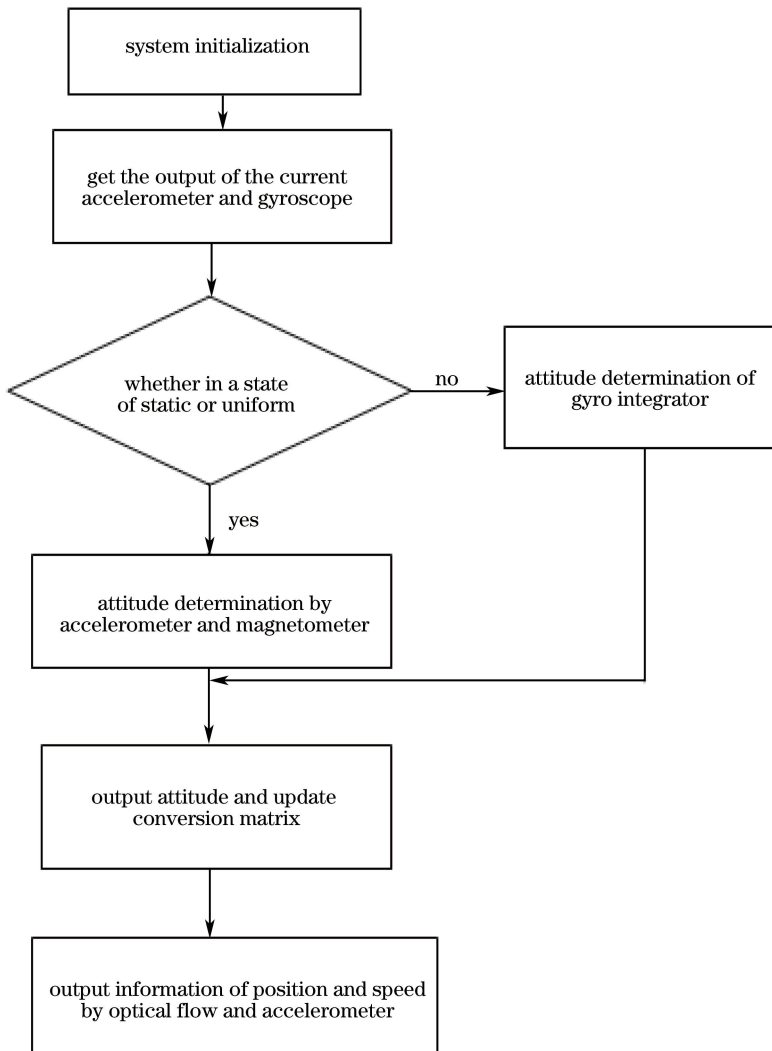 system initialization
get the output of the current
accelerometer and gyroscope
whether in a state
of static or uniform
no
attitude determination of
gyro integrator
yes
attitude determination by
accelerometer and magnetometer
output attitude and update
conversion matrix
output information of position and speed
by optical flow and accelerometer